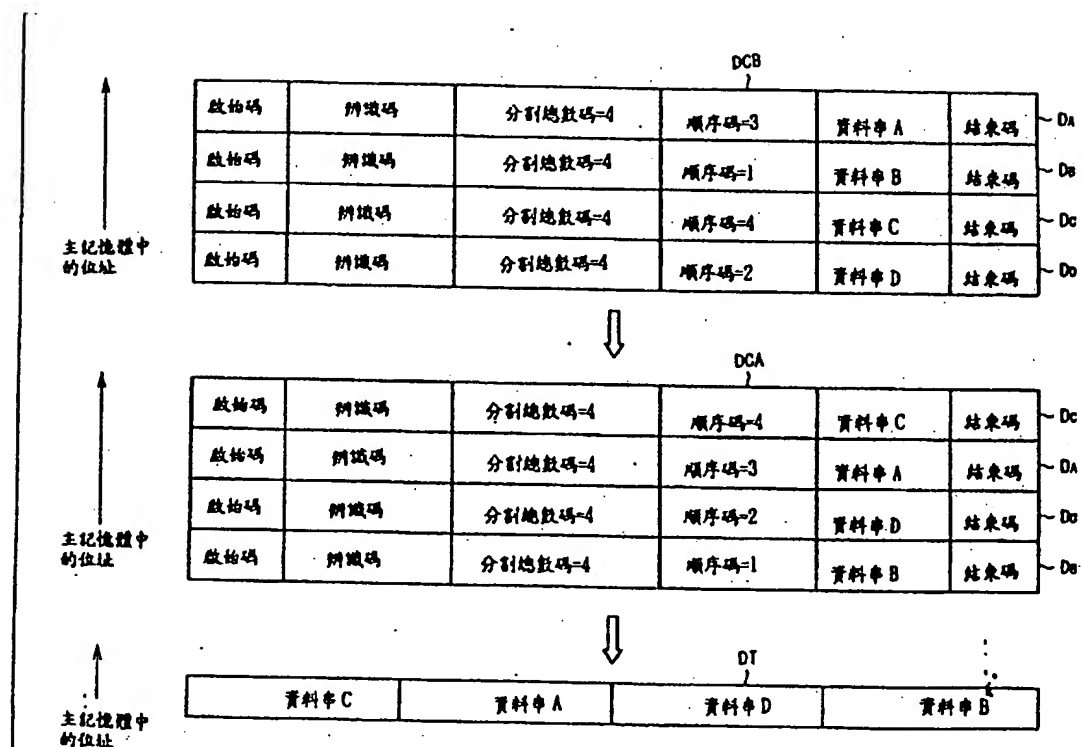 DCB
啟始碼 辨識碼 分割總數碼=4 順序碼=3 資料串 A 結束碼 DA
啟始碼 辨識碼 分割總數碼=4 順序碼=1 資料串 B 結束碼 DB
啟始碼 辨識碼 分割總數碼=4 順序碼=4 資料串 C 結束碼 DC
啟始碼 辨識碼 分割總數碼=4 順序碼=2 資料串 D 結束碼 DD
主記憶體中
的位址
DCA
啟始碼 辨識碼 分割總數碼=4 順序碼=4 資料串 C 結束碼 DC
啟始碼 辨識碼 分割總數碼=4 順序碼=3 資料串 A 結束碼 DA
啟始碼 辨識碼 分割總數碼=4 順序碼=2 資料串 D 結束碼 DD
啟始碼 辨識碼 分割總數碼=4 順序碼=1 資料串 B 結束碼 DB
主記憶體中
的位址
DT
資料串 C 資料串 A 資料串 D 資料串 B
主記憶體中
的位址